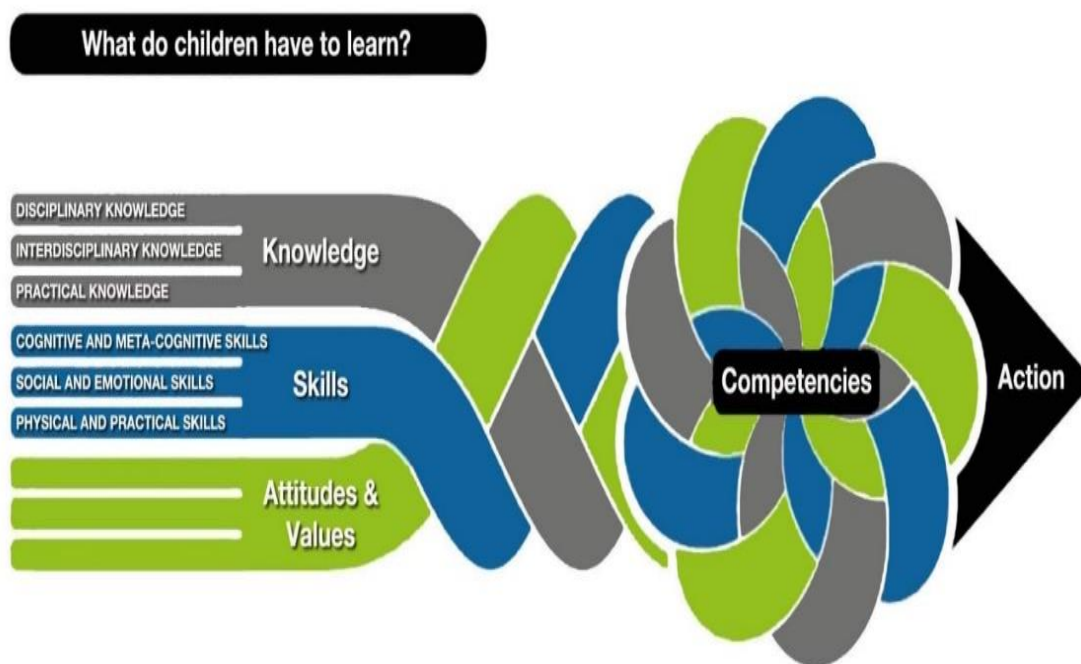 What do children have to learn?
DISCIPLINARY KNOWLEDGE
INTERDISCIPLINARY KNOWLEDGE
PRACTICAL KNOWLEDGE
Knowledge
COGNITIVE AND META-COGNITIVE SKILLS
SOCIAL AND EMOTIONAL SKILLS
PHYSICAL AND PRACTICAL SKILLS
Skills
Attitudes &
Values
Competencies
Action